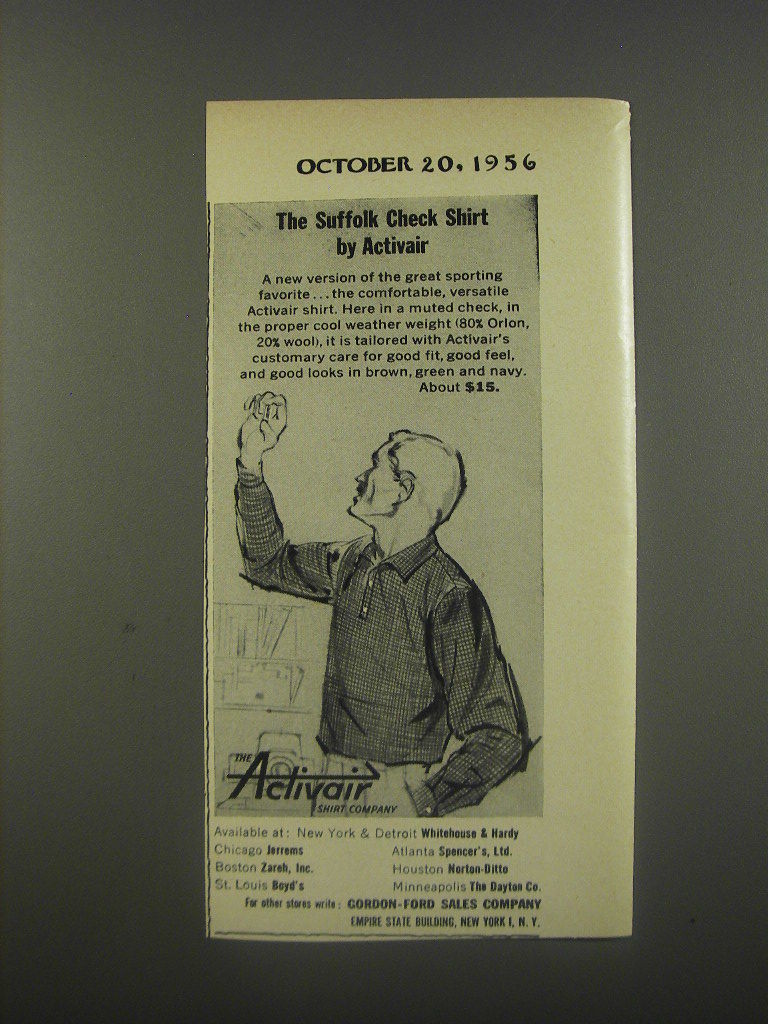 OCTOBER 20, 1956
The Suffolk Check Shirt
by Activair
A new version of the great sporting
favorite ... the comfortable, versatile
Activair shirt. Here in a muted check, in
the proper cool weather weight (80% Orlon,
20% wool), it is tailored with Activair's
customary care for good fit, good feel,
and good looks in brown, green and navy.
About $15.
THE
Activair
SHIRT COMPANY
Available at: New York & Detroit Whitehouse & Hardy
Chicago Jerrems
Atlanta Spencer's, Ltd.
Boston Zareh, Inc.
Houston Norton-Ditto
St. Louis Boyd's
Minneapolis The Dayton Co.
For other stores write: GORDON-FORD SALES COMPANY
EMPIRE STATE BUILDING, NEW YORK 1, N. Y.